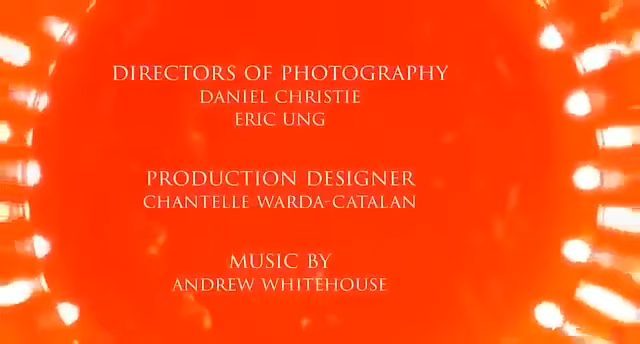 DIRECTORS OF PHOTOGRAPHY
DANIEL CHRISTIE
ERIC UNG
PRODUCTION DESIGNER
CHANTELLE WARDA-CATALAN
MUSIC BY
ANDREW WHITEHOUSE